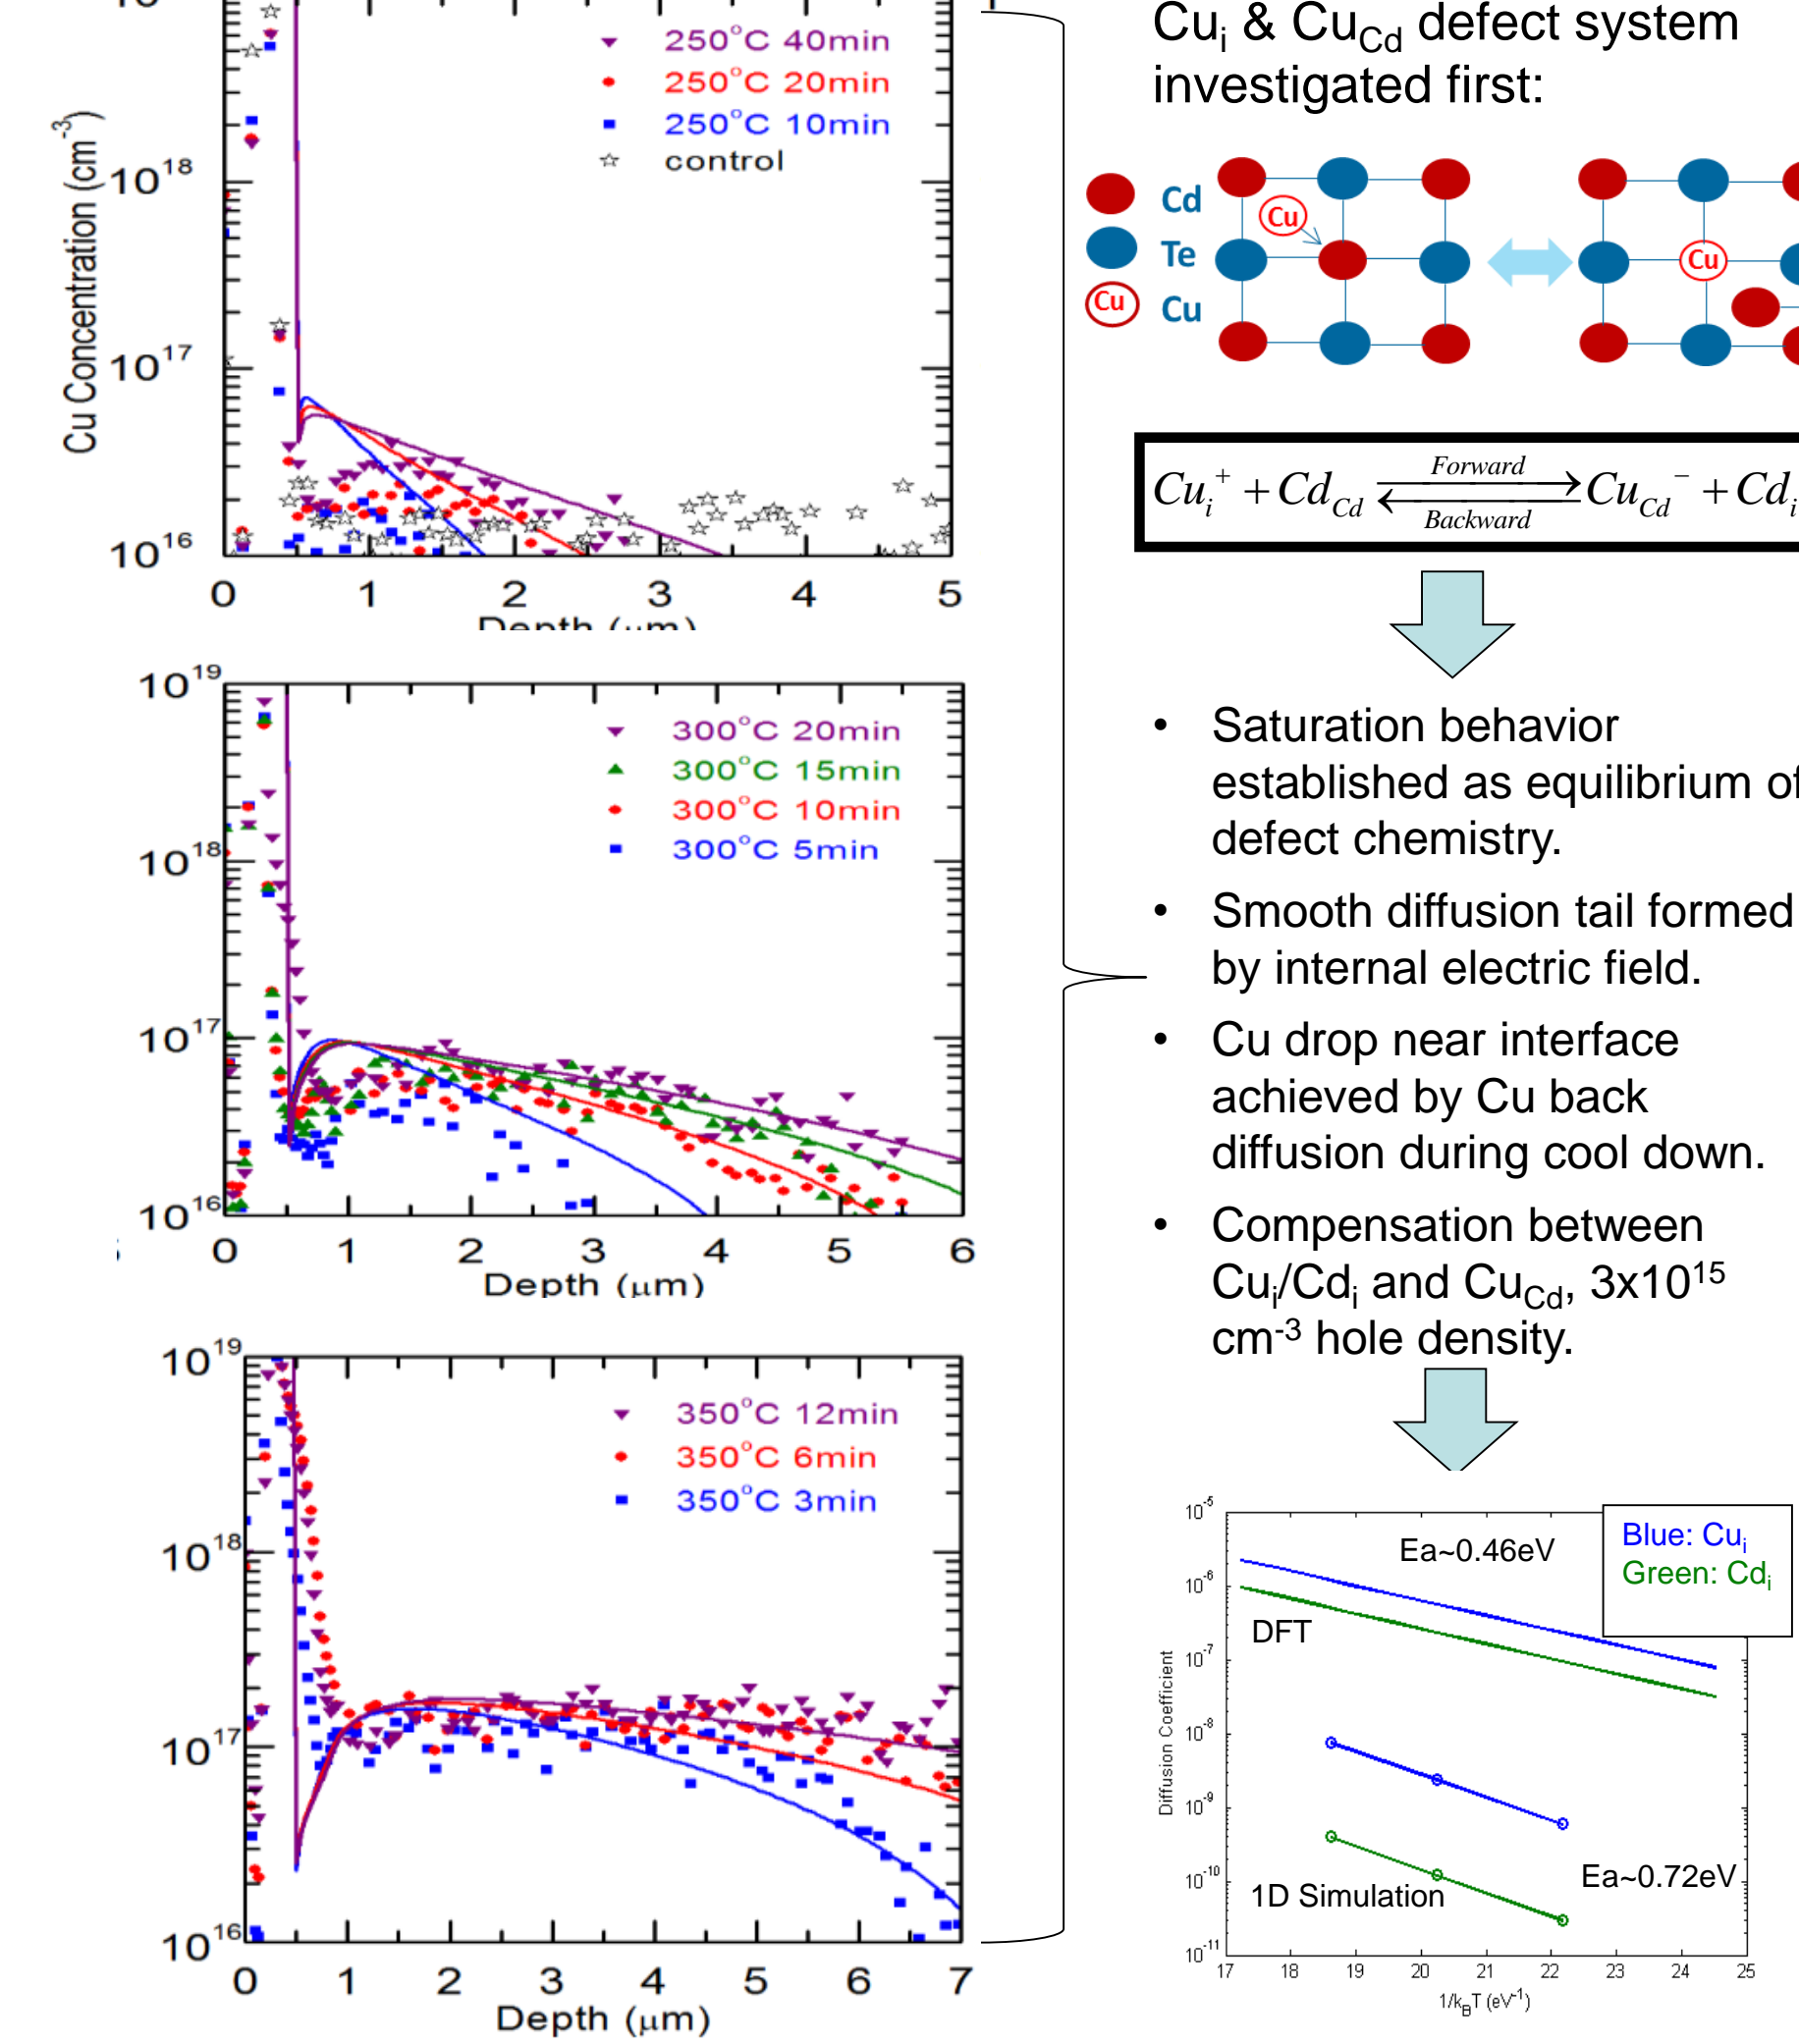 250°C 40min
250°C 20min
250°C 10min
control
Cu Concentration (cm⁻³)
10¹⁸
10¹⁷
10¹⁶
0 1 2 3 4 5
Depth (μm)
10¹⁹
10¹⁸
10¹⁷
10¹⁶
300°C 20min
300°C 15min
300°C 10min
300°C 5min
0 1 2 3 4 5 6
Depth (μm)
10¹⁹
10¹⁸
10¹⁷
10¹⁶
350°C 12min
350°C 6min
350°C 3min
0 1 2 3 4 5 6 7
Depth (μm)
Cuᵢ & Cu_Cd defect system
investigated first:
Cd
Te
Cu Cu
Cu
Cu
Forward
Cuᵢ⁺ + Cd_Cd ⇌ Cu_Cd⁻ + Cdᵢ
Backward
• Saturation behavior
established as equilibrium of
defect chemistry.
• Smooth diffusion tail formed
by internal electric field.
• Cu drop near interface
achieved by Cu back
diffusion during cool down.
• Compensation between
Cuᵢ/Cdᵢ and Cu_Cd, 3x10¹⁵
cm⁻³ hole density.
Blue: Cuᵢ
Green: Cdᵢ
Ea~0.46eV
DFT
Ea~0.72eV
1D Simulation
Diffusion Coefficient
10⁻⁵
10⁻⁶
10⁻⁷
10⁻⁸
10⁻⁹
10⁻¹⁰
10⁻¹¹
17 18 19 20 21 22 23 24 25
1/k_BT (eV⁻¹)